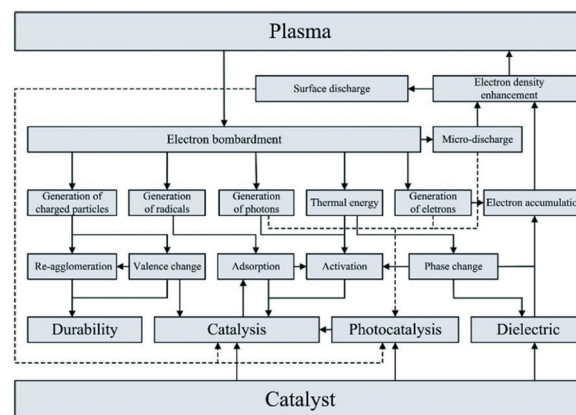 Plasma
Surface discharge
Electron density
enhancement
Electron bombardment
Micro-discharge
Generation of
charged particles
Generation
of radicals
Generation
of photons
Thermal energy
Generation
of eletrons
Electron accumulation
Re-agglomeration
Valence change
Adsorption
Activation
Phase change
Durability
Catalysis
Photocatalysis
Dielectric
Catalyst